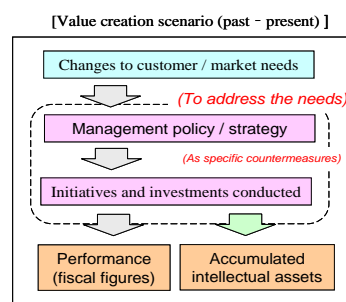 [Value creation scenario (past - present) ]
Changes to customer / market needs
(To address the needs)
Management policy / strategy
(As specific countermeasures)
Initiatives and investments conducted
Performance
(fiscal figures)
Accumulated
intellectual assets